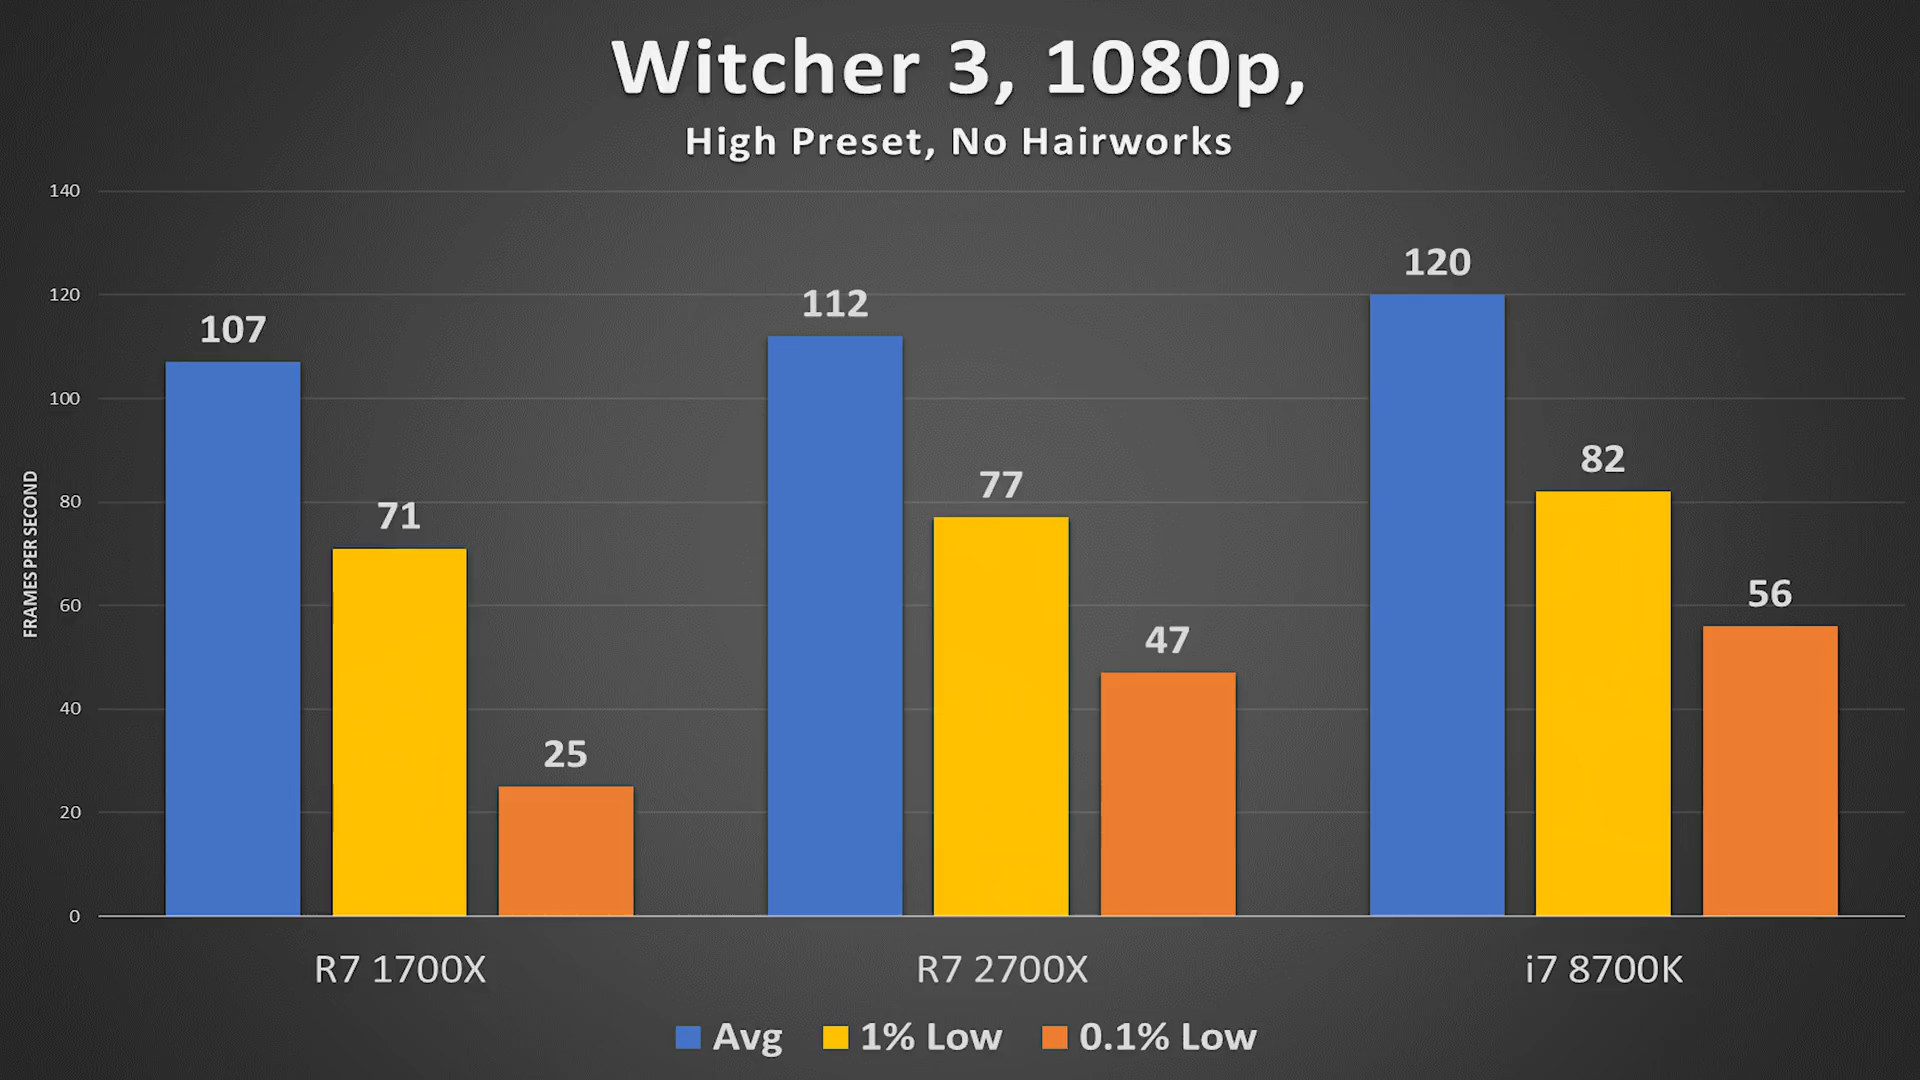 Witcher 3, 1080p,
High Preset, No Hairworks
140
120
100
80
60
40
20
0
FRAMES PER SECOND
107
71
25
112
77
47
120
82
56
R7 1700X
R7 2700X
i7 8700K
Avg
1% Low
0.1% Low